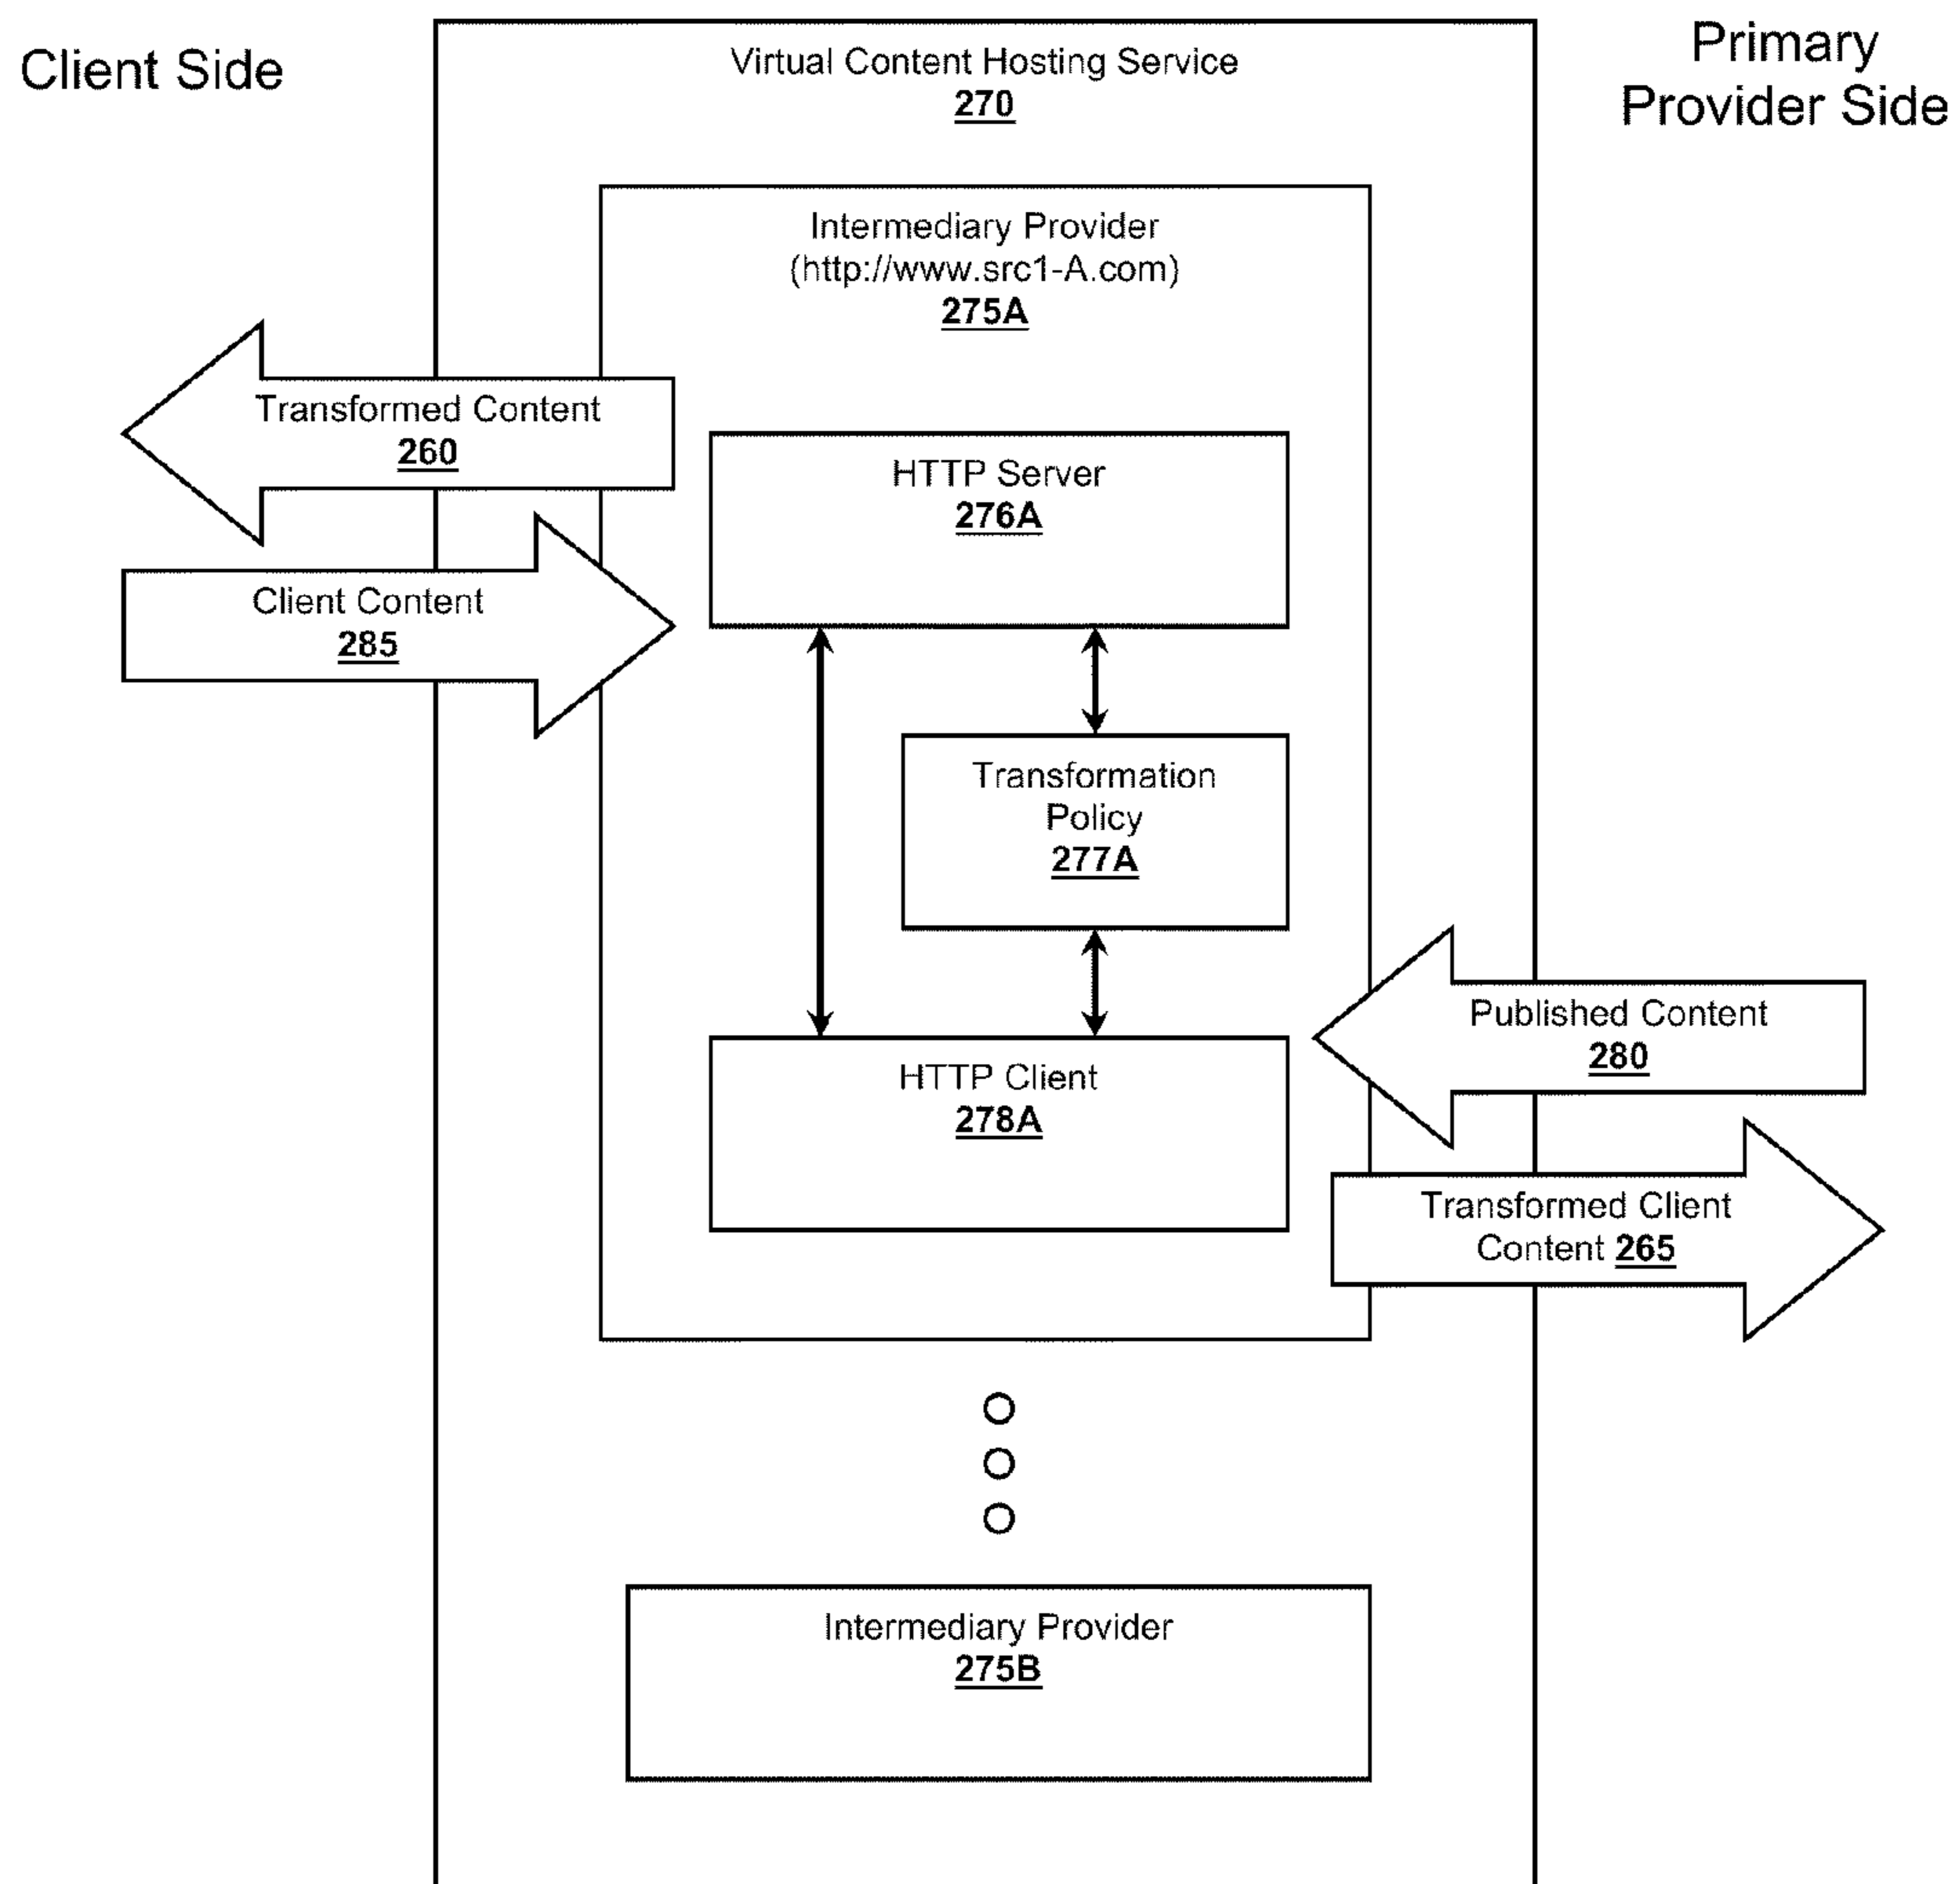 Client Side
Virtual Content Hosting Service
270
Primary
Provider Side
Intermediary Provider
(http://www.src1-A.com)
275A
Transformed Content
260
HTTP Server
276A
Client Content
285
Transformation
Policy
277A
Published Content
280
HTTP Client
278A
Transformed Client
Content 265
Intermediary Provider
275B